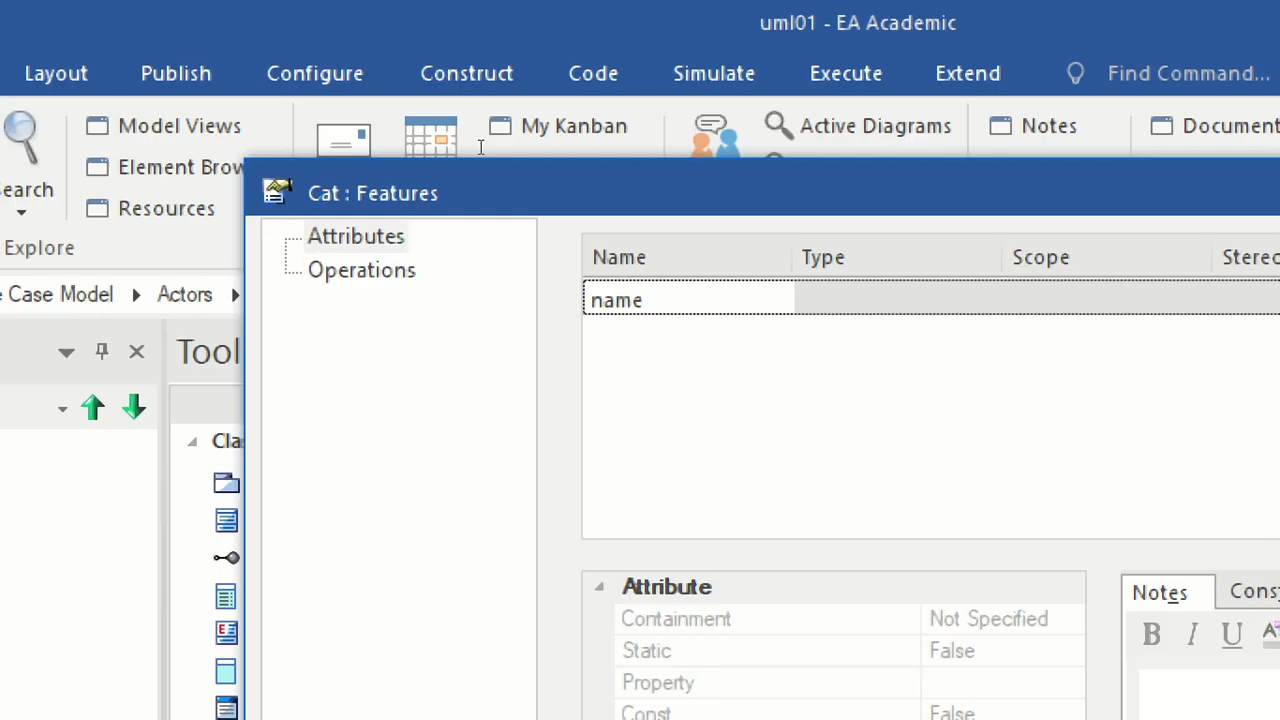 uml01 - EA Academic
Layout Publish Configure Construct Code Simulate Execute Extend Find Command...
Model Views My Kanban Active Diagrams Notes Document
Element Brow
earch Resources
Explore
Case Model Actors
Cat : Features
Attributes
Operations
Name Type Scope Stereo
name
Tool
Cla
Attribute
Containment Not Specified
Static False
Property
Const False
Notes Cons
B I U A